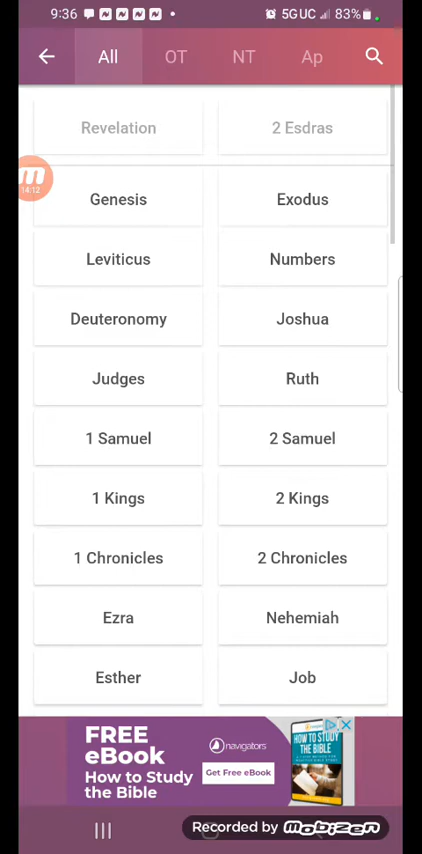 9:36 5GUC 83%
All OT NT Ap
Revelation 2 Esdras
14:12
Genesis Exodus
Leviticus Numbers
Deuteronomy Joshua
Judges Ruth
1 Samuel 2 Samuel
1 Kings 2 Kings
1 Chronicles 2 Chronicles
Ezra Nehemiah
Esther Job
FREE
eBook
How to Study
the Bible
navigators
Get Free eBook
HOW TO STUDY
THE BIBLE
Recorded by mobizen